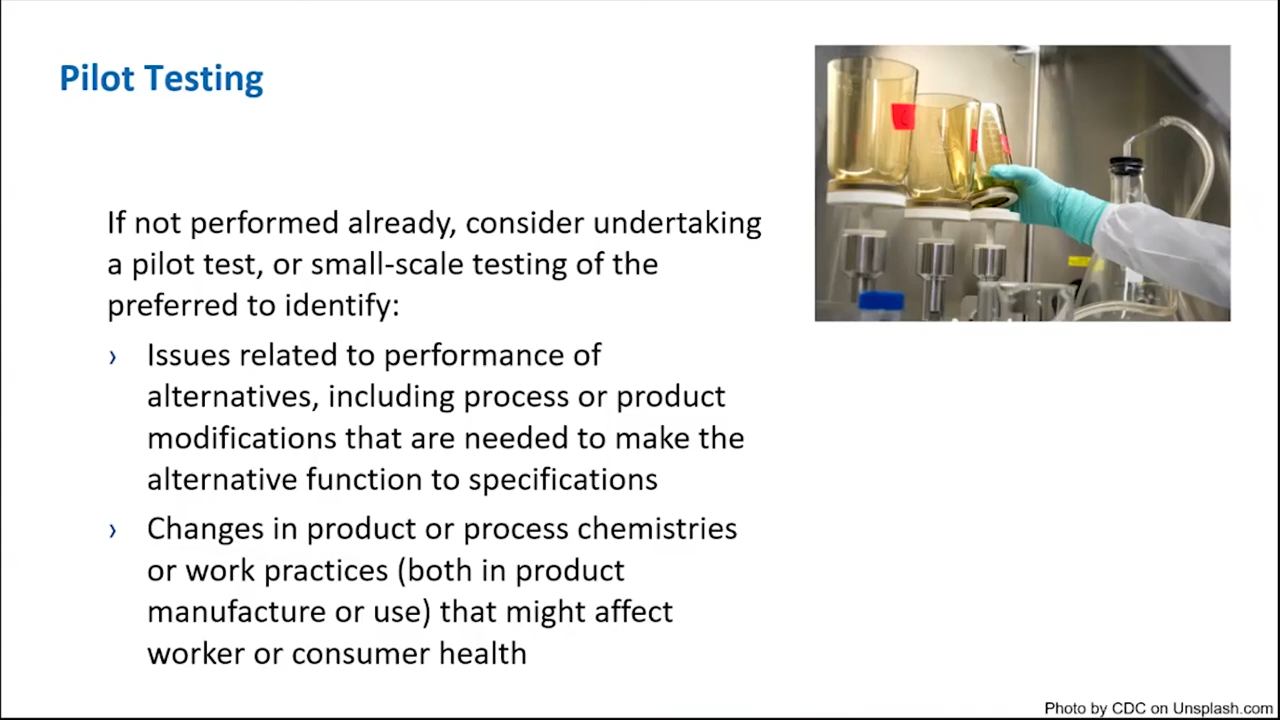 Pilot Testing
If not performed already, consider undertaking
a pilot test, or small-scale testing of the
preferred to identify:
› Issues related to performance of
alternatives, including process or product
modifications that are needed to make the
alternative function to specifications
› Changes in product or process chemistries
or work practices (both in product
manufacture or use) that might affect
worker or consumer health
Photo by CDC on Unsplash.com